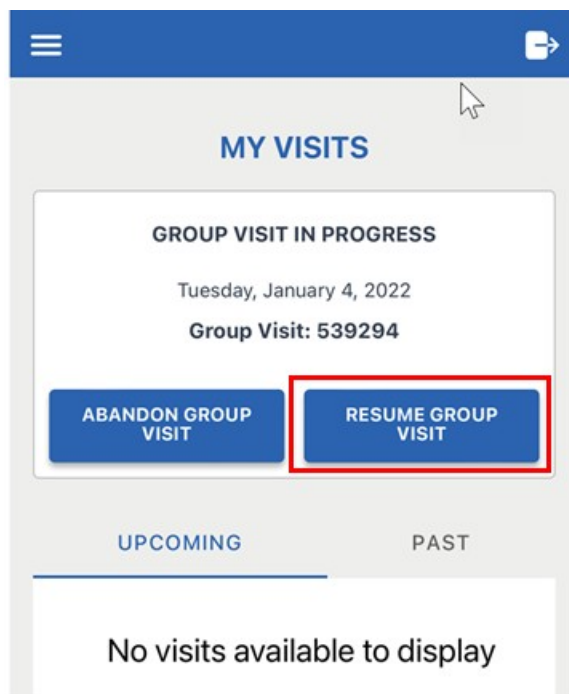 MY VISITS
GROUP VISIT IN PROGRESS
Tuesday, January 4, 2022
Group Visit: 539294
ABANDON GROUP
VISIT
RESUME GROUP
VISIT
UPCOMING
PAST
No visits available to display